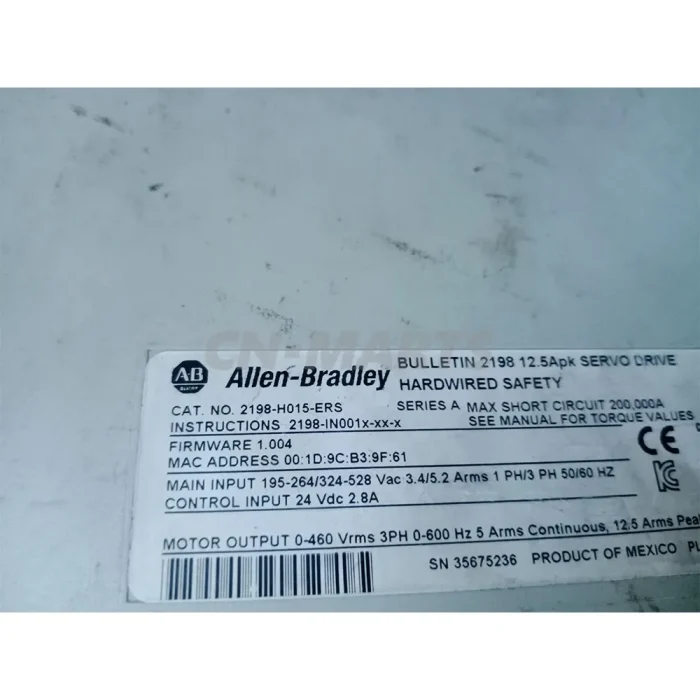 CN-MARTS
AB
Allen-Bradley
BULLETIN 2198 12.5Apk SERVO DRIVE
HARDWIRED SAFETY
CAT. NO. 2198-H015-ERS
SERIES A MAX SHORT CIRCUIT 200,000A
INSTRUCTIONS 2198-IN001x-xx-x
SEE MANUAL FOR TORQUE VALUES
FIRMWARE 1.004
MAC ADDRESS 00:1D:9C:B3:9F:61
CE
MAIN INPUT 195-264/324-528 Vac 3.4/5.2 Arms 1 PH/3 PH 50/60 HZ
CONTROL INPUT 24 Vdc 2.8A
MOTOR OUTPUT 0-460 Vrms 3PH 0-600 Hz 5 Arms Continuous, 12.5 Arms Pea
SN 35675236 PRODUCT OF MEXICO